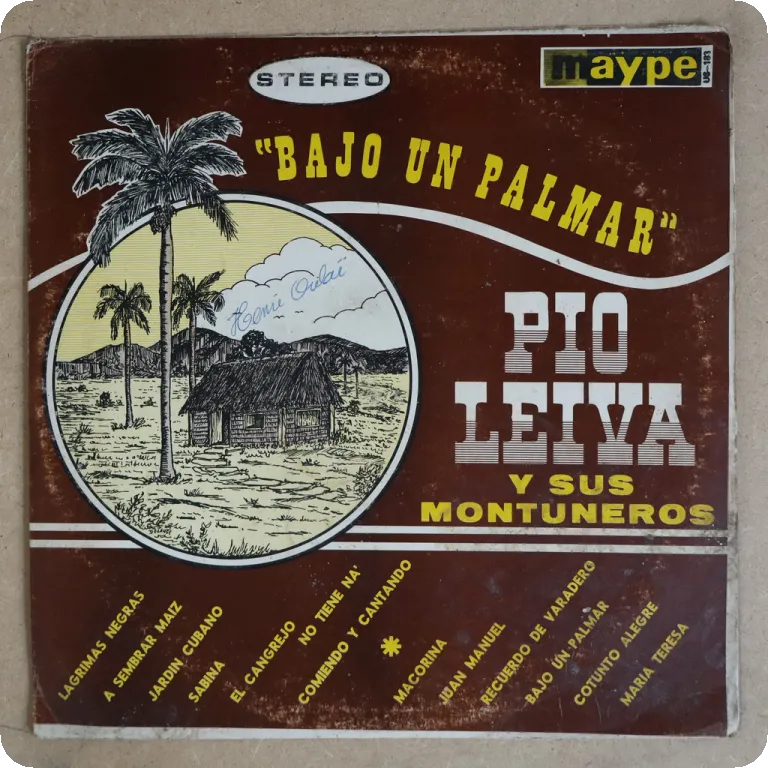 STEREO
maype
US-183
"BAJO UN PALMAR"
PIO
LEIVA
Y SUS
MONTUNEROS
LAGRIMAS NEGRAS
A SEMBRAR MAIZ
JARDIN CUBANO
SABINA
EL CANGREJO
NO TIENE NA'
COMIENDO Y CANTANDO
*
MACORINA
JUAN MANUEL
RECUERDO DE VARADERO
BAJO UN PALMAR
COTUNTO ALEGRE
MARIA TERESA